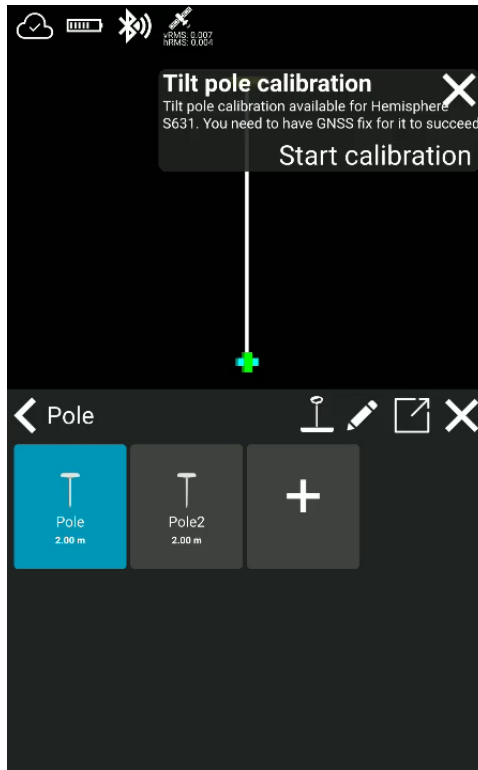 vRMS: 0.007
hRMS: 0.004
Tilt pole calibration
Tilt pole calibration available for Hemisphere
S631. You need to have GNSS fix for it to succeed
Start calibration
Pole
Pole
2.00 m
Pole2
2.00 m